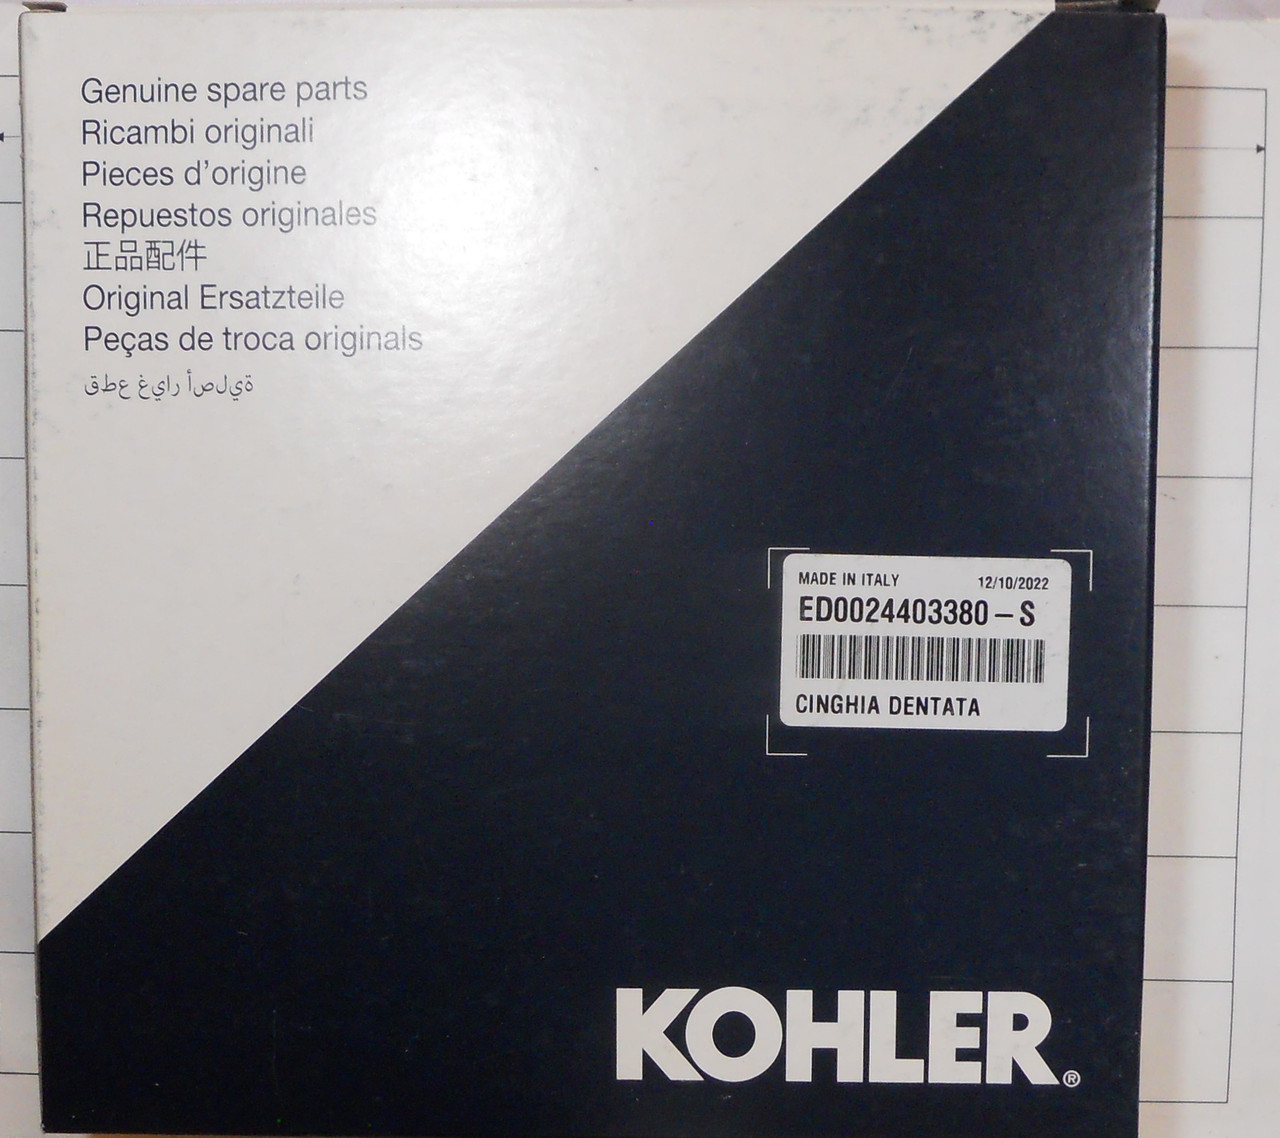 Genuine spare parts
Ricambi originali
Pieces d'origine
Repuestos originales
正品配件
Original Ersatzteile
Peças de troca originais
قطع غيار أصلية
MADE IN ITALY 12/10/2022
ED0024403380-S
CINGHIA DENTATA
KOHLER®